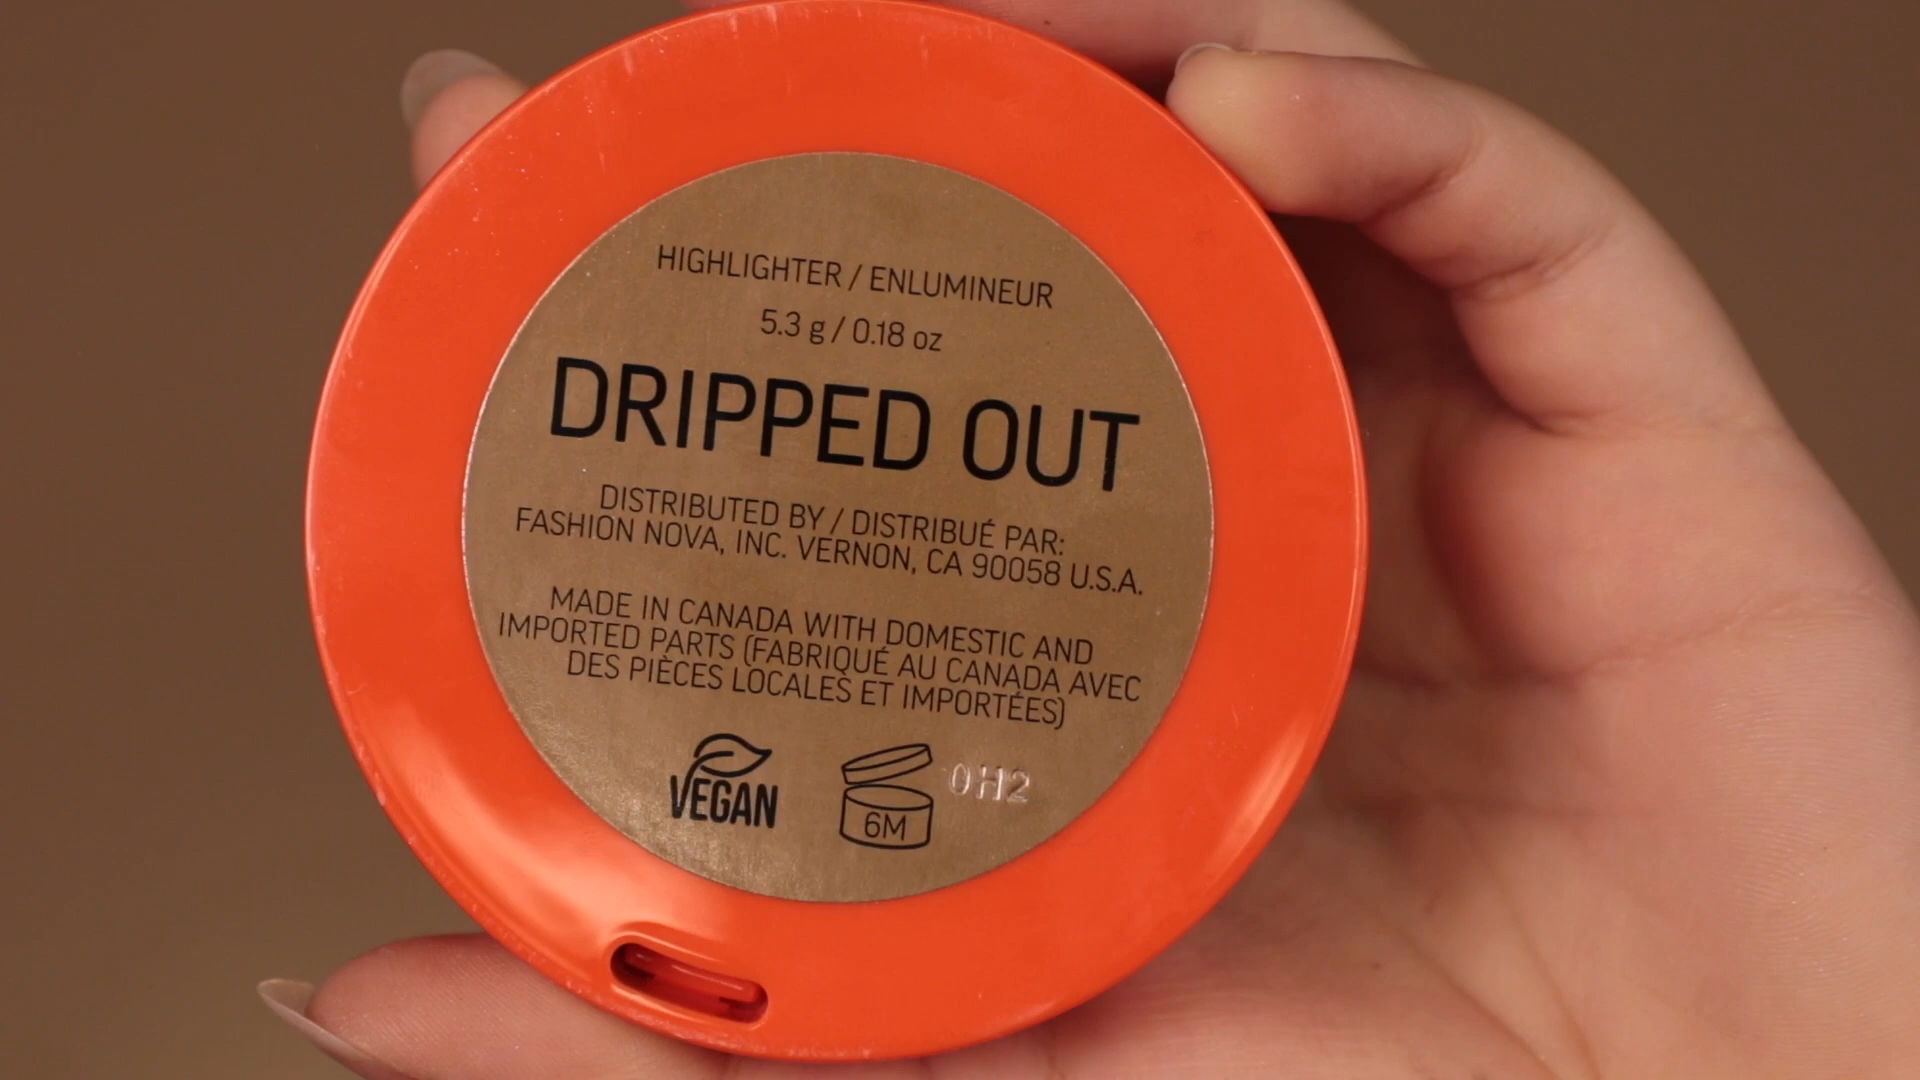 HIGHLIGHTER / ENLUMINEUR
5.3 g / 0.18 oz
DRIPPED OUT
DISTRIBUTED BY / DISTRIBUÉ PAR:
FASHION NOVA, INC. VERNON, CA 90058 U.S.A.
MADE IN CANADA WITH DOMESTIC AND
IMPORTED PARTS (FABRIQUÉ AU CANADA AVEC
DES PIÈCES LOCALES ET IMPORTÉES)
VEGAN
6M
0H2